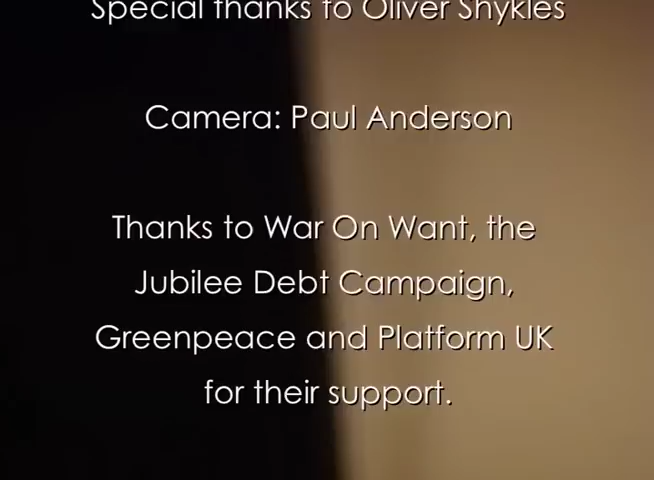 Special thanks to Oliver Shykles
Camera: Paul Anderson
Thanks to War On Want, the
Jubilee Debt Campaign,
Greenpeace and Platform UK
for their support.